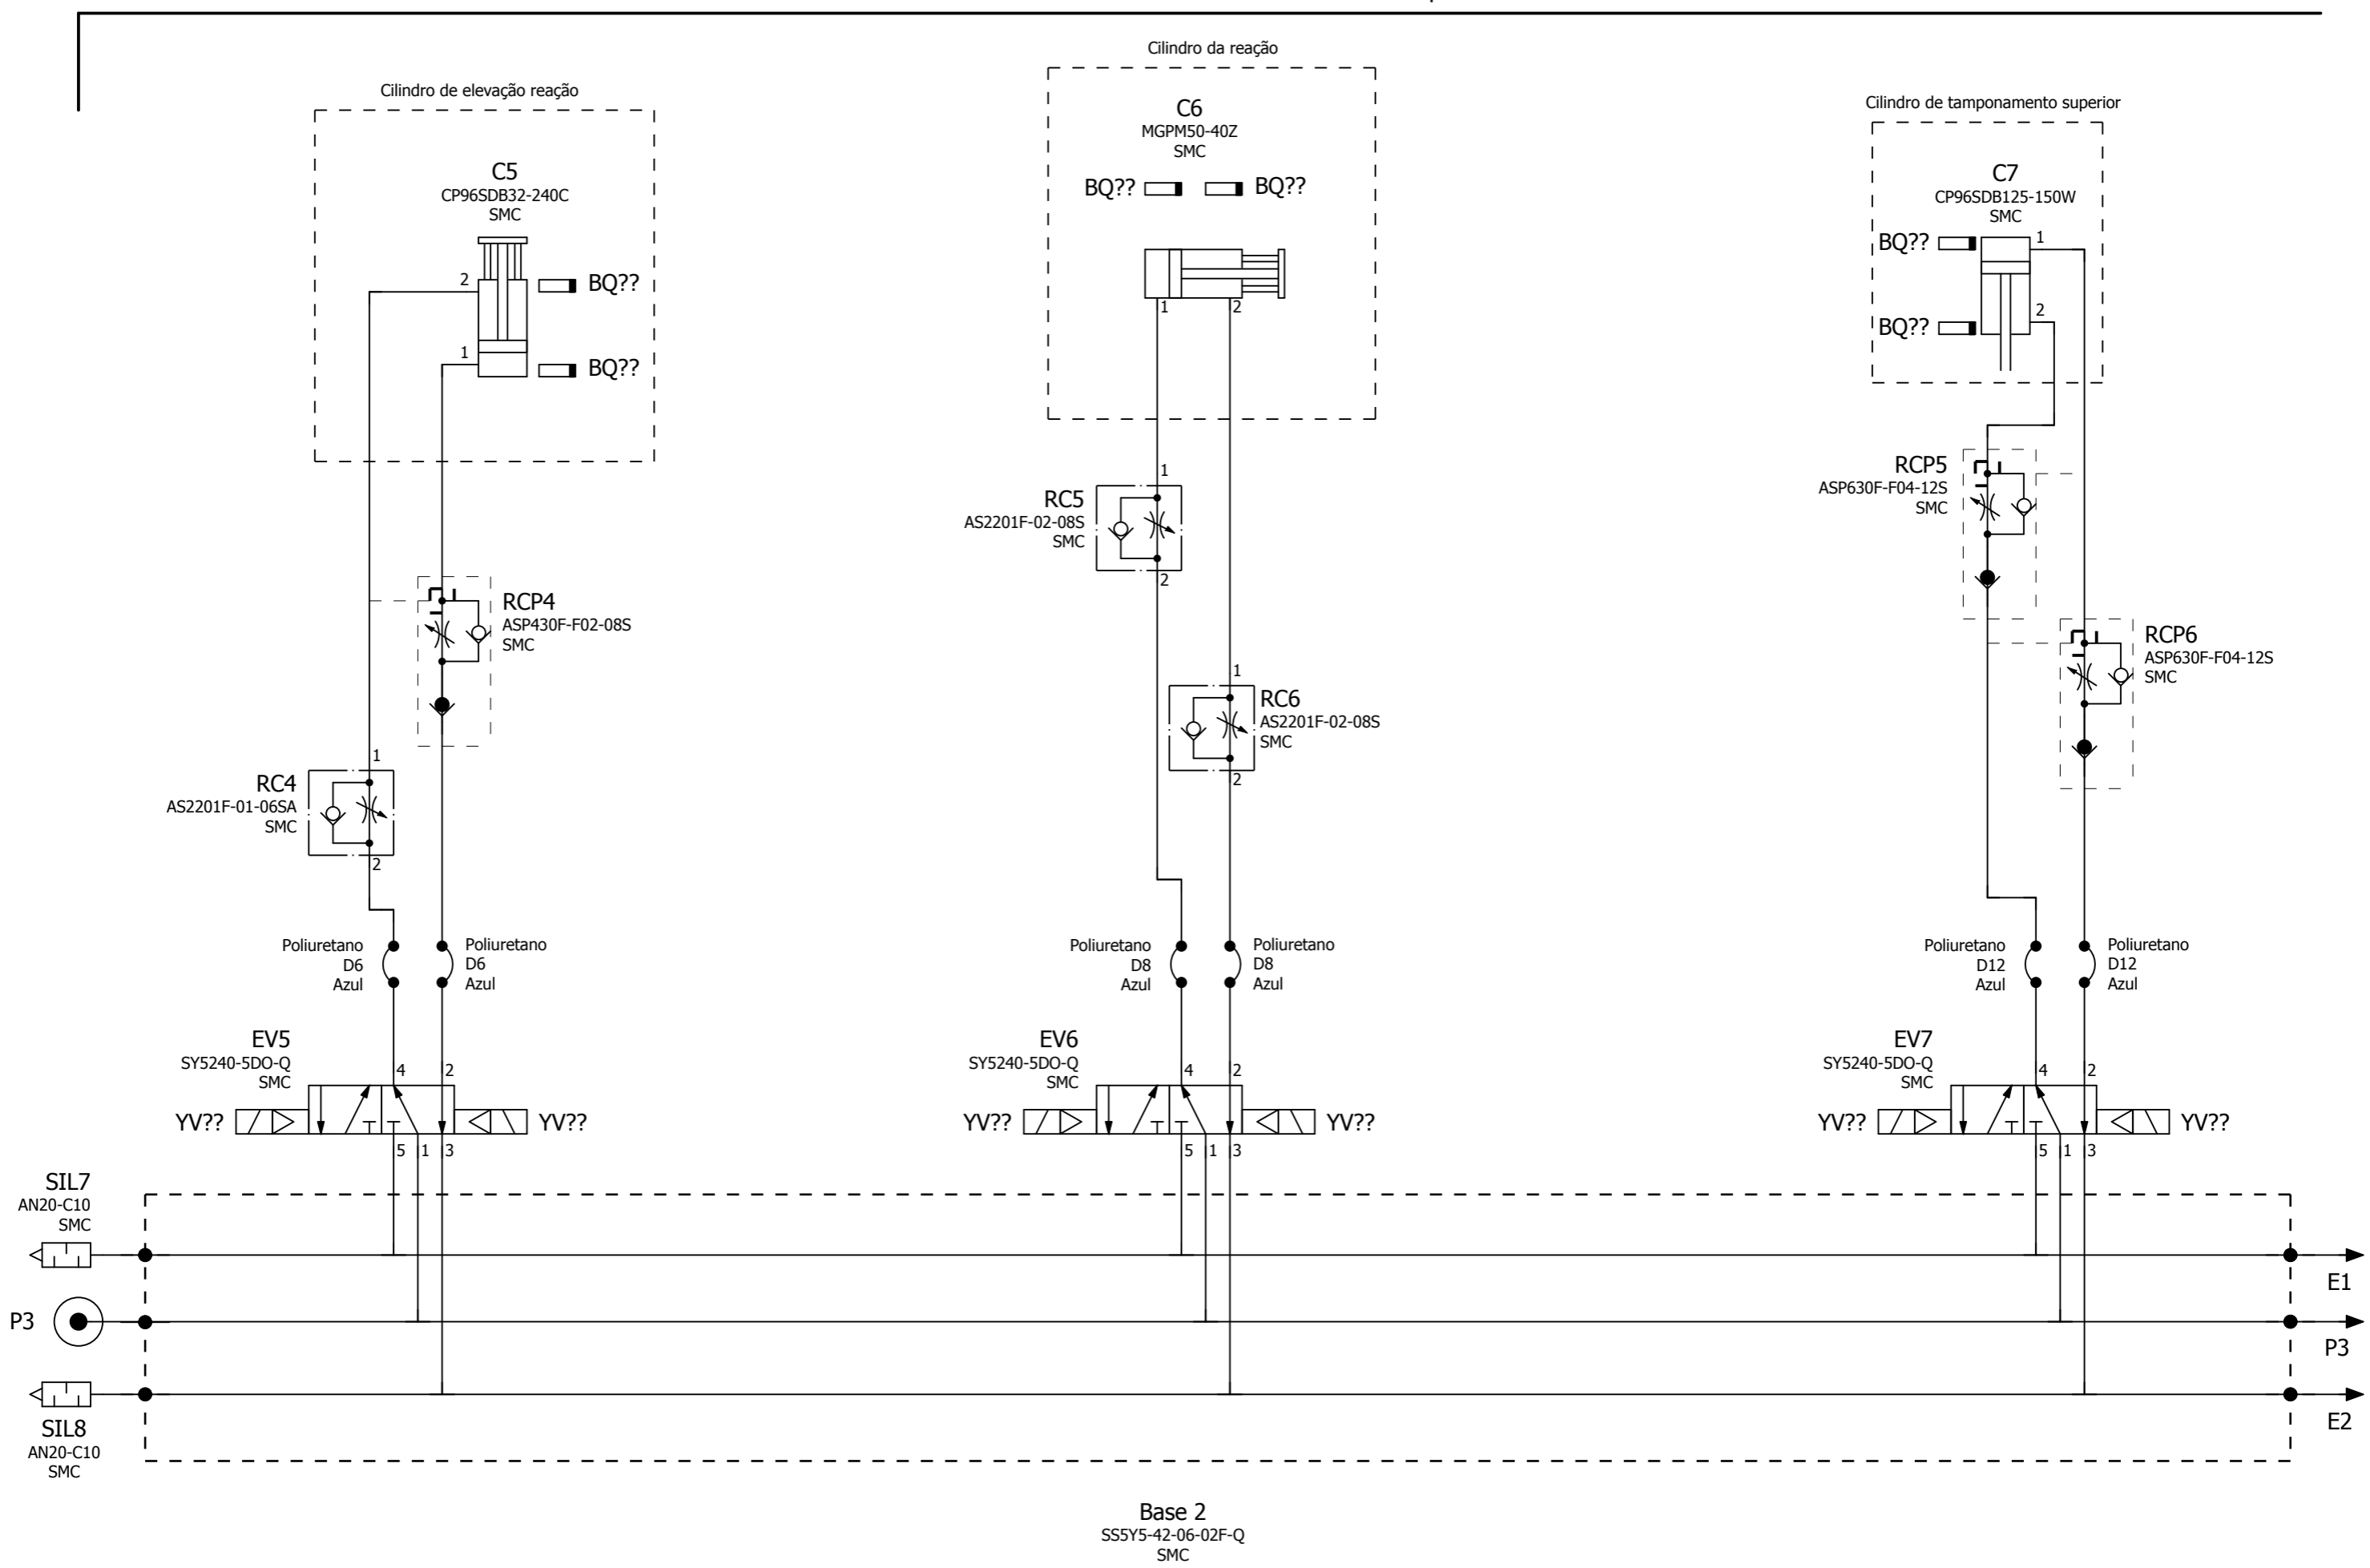 Cilindro de elevação reação
C5
CP96SDB32-240C
SMC
2
BQ??
1
BQ??
RCP4
ASP430F-F02-08S
SMC
1
RC4
AS2201F-01-06SA
SMC
2
Poliuretano
D6
Azul
Poliuretano
D6
Azul
EV5
SY5240-5DO-Q
SMC
4
2
YV??
YV??
5
1
3
Cilindro da reação
C6
MGPM50-40Z
SMC
BQ??
BQ??
1
2
1
RC5
AS2201F-02-08S
SMC
2
1
RC6
AS2201F-02-08S
SMC
2
Poliuretano
D8
Azul
Poliuretano
D8
Azul
EV6
SY5240-5DO-Q
SMC
4
2
YV??
YV??
5
1
3
Cilindro de tamponamento superior
C7
CP96SDB125-150W
SMC
BQ??
1
BQ??
2
RCP5
ASP630F-F04-12S
SMC
RCP6
ASP630F-F04-12S
SMC
Poliuretano
D12
Azul
Poliuretano
D12
Azul
EV7
SY5240-5DO-Q
SMC
4
2
YV??
YV??
5
1
3
SIL7
AN20-C10
SMC
P3
SIL8
AN20-C10
SMC
E1
P3
E2
Base 2
SS5Y5-42-06-02F-Q
SMC